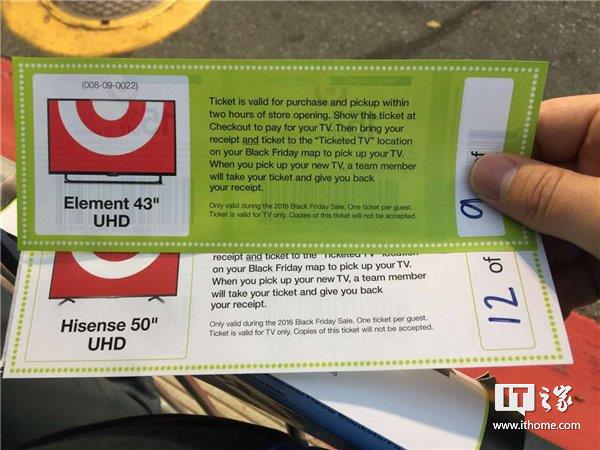 (008-09-0022)
Element 43"
UHD
Ticket is valid for purchase and pickup within
two hours of store opening. Show this ticket at
Checkout to pay for your TV. Then bring your
receipt and ticket to the "Ticketed TV" location
on your Black Friday map to pick up your TV.
When you pick up your new TV, a team member
will take your ticket and give you back
your receipt.
Only valid during the 2016 Black Friday Sale. One ticket per guest.
Ticket is valid for TV only. Copies of this ticket will not be accepted.
9 of
Hisense 50"
UHD
receipt and ticket to the "Ticketed TV" location
on your Black Friday map to pick up your TV.
When you pick up your new TV, a team member
will take your ticket and give you back
your receipt.
Only valid during the 2016 Black Friday Sale. One ticket per guest.
Ticket is valid for TV only. Copies of this ticket will not be accepted.
12 of
IT之家
www.ithome.com